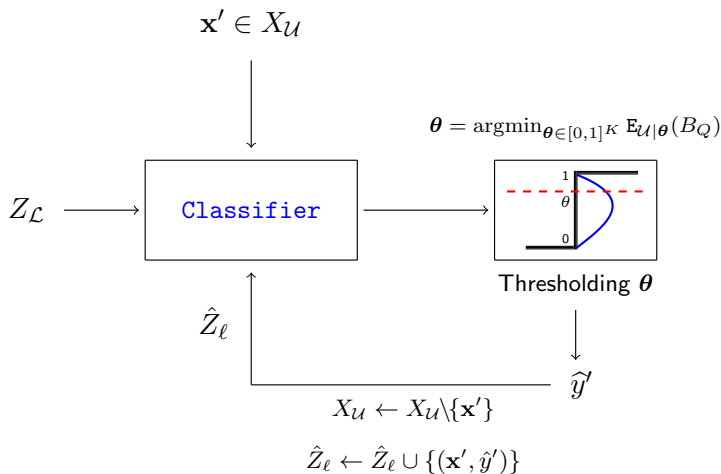 𝐱′ ∈ X_𝒰
𝜽 = argmin_{𝜽∈[0,1]^K} 𝙴_{𝒰|𝜽}(B_Q)
Z_ℒ
Classifier
1
θ
0
Thresholding 𝜽
Ẑ_ℓ
ŷ′
X_𝒰 ← X_𝒰\{𝐱′}
Ẑ_ℓ ← Ẑ_ℓ ∪ {(𝐱′, ŷ′)}